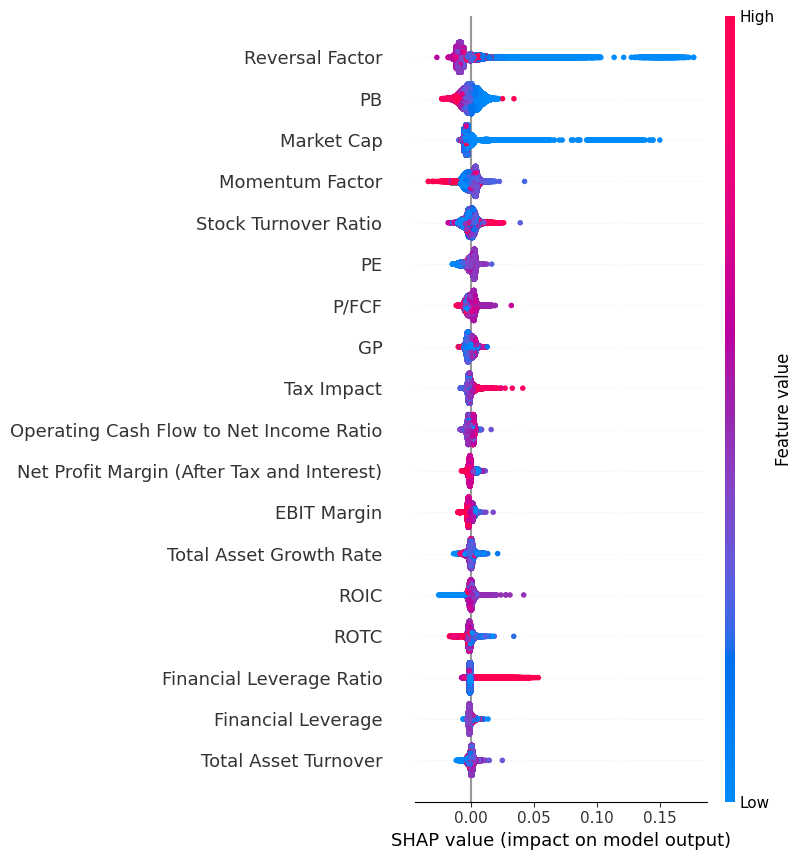 High
Reversal Factor
PB
Market Cap
Momentum Factor
Stock Turnover Ratio
PE
P/FCF
GP
Tax Impact
Operating Cash Flow to Net Income Ratio
Net Profit Margin (After Tax and Interest)
EBIT Margin
Total Asset Growth Rate
ROIC
ROTC
Financial Leverage Ratio
Financial Leverage
Total Asset Turnover
Feature value
Low
0.00 0.05 0.10 0.15
SHAP value (impact on model output)